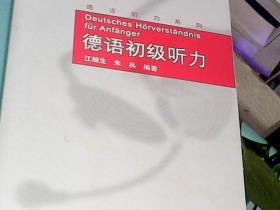 德语听力系列
Deutsches Hörverständnis
für Anfänger
德语初级听力
江楠生 朱兵 编著